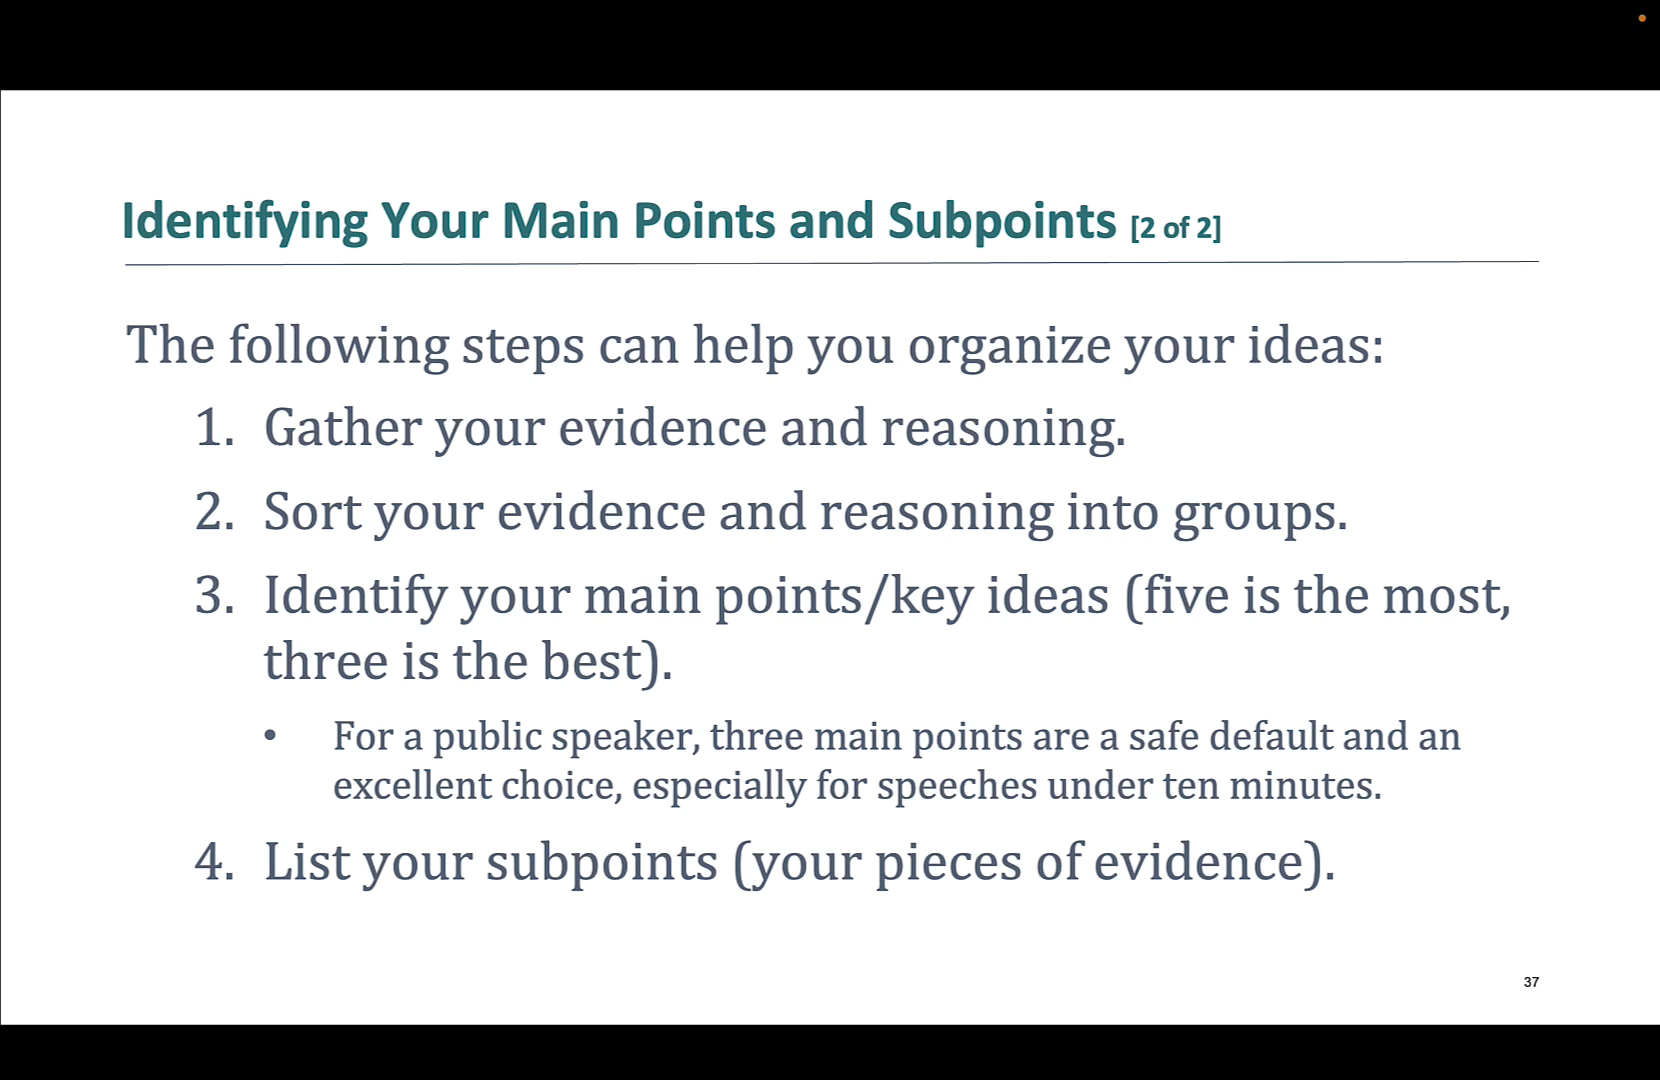 Identifying Your Main Points and Subpoints [2 of 2]
The following steps can help you organize your ideas:
1. Gather your evidence and reasoning.
2. Sort your evidence and reasoning into groups.
3. Identify your main points/key ideas (five is the most,
three is the best).
• For a public speaker, three main points are a safe default and an
excellent choice, especially for speeches under ten minutes.
4. List your subpoints (your pieces of evidence).
37